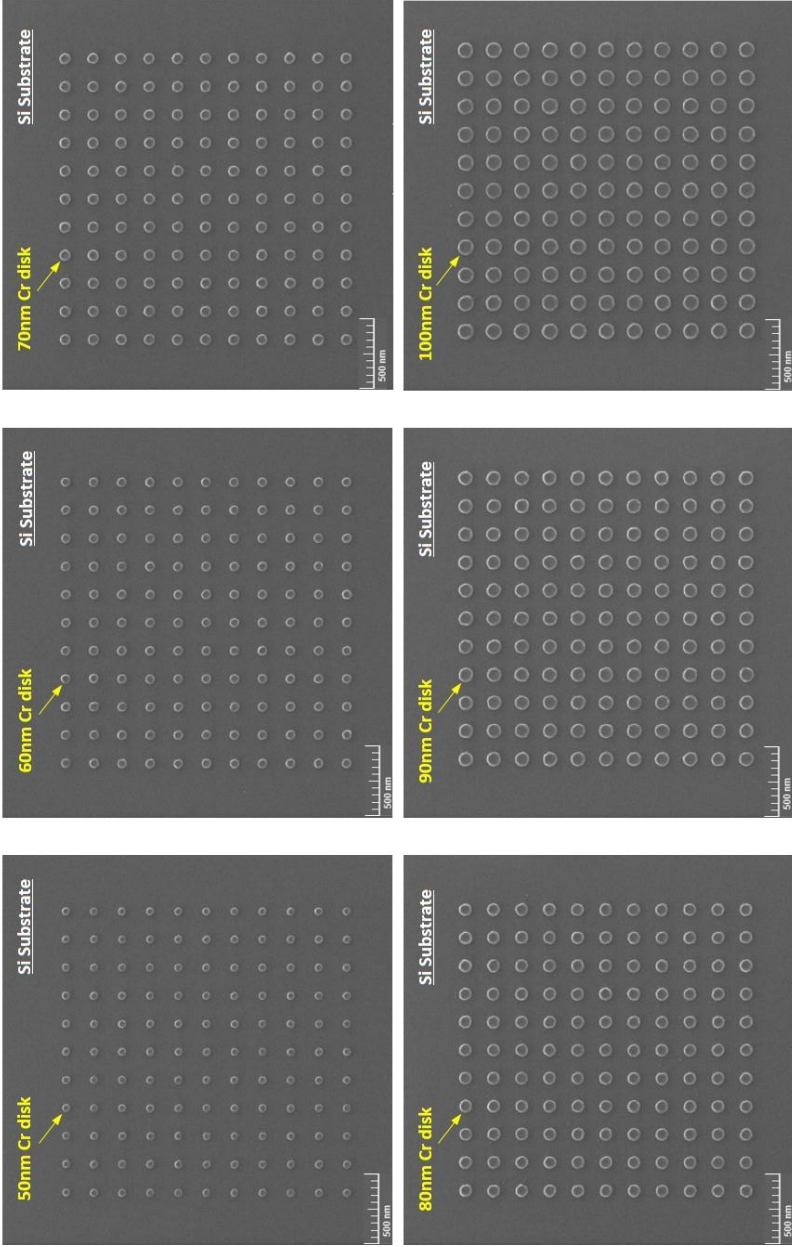 50nm Cr disk
Si Substrate
500 nm
60nm Cr disk
Si Substrate
500 nm
70nm Cr disk
Si Substrate
500 nm
80nm Cr disk
Si Substrate
500 nm
90nm Cr disk
Si Substrate
500 nm
100nm Cr disk
Si Substrate
500 nm